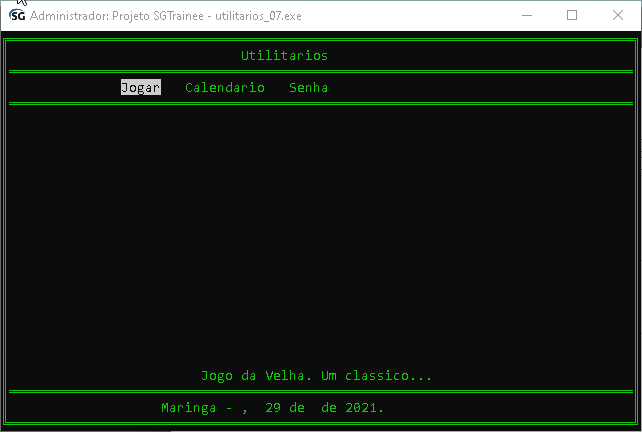 SG Administrador: Projeto SGTrainee - utilitarios_07.exe
Utilitarios
Jogar Calendario Senha
Jogo da Velha. Um classico...
Maringa - , 29 de de 2021.